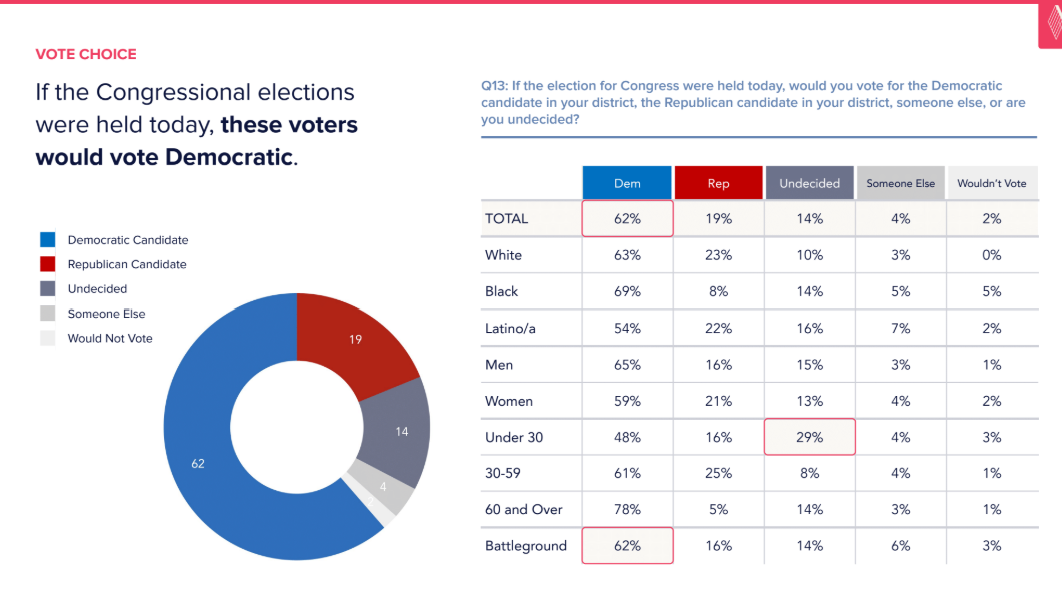 VOTE CHOICE
If the Congressional elections
were held today, these voters
would vote Democratic.
Democratic Candidate
Republican Candidate
Undecided
Someone Else
Would Not Vote
19
14
4
62
Q13: If the election for Congress were held today, would you vote for the Democratic
candidate in your district, the Republican candidate in your district, someone else, or are
you undecided?
Dem Rep Undecided Someone Else Wouldn't Vote
TOTAL 62% 19% 14% 4% 2%
White 63% 23% 10% 3% 0%
Black 69% 8% 14% 5% 5%
Latino/a 54% 22% 16% 7% 2%
Men 65% 16% 15% 3% 1%
Women 59% 21% 13% 4% 2%
Under 30 48% 16% 29% 4% 3%
30-59 61% 25% 8% 4% 1%
60 and Over 78% 5% 14% 3% 1%
Battleground 62% 16% 14% 6% 3%